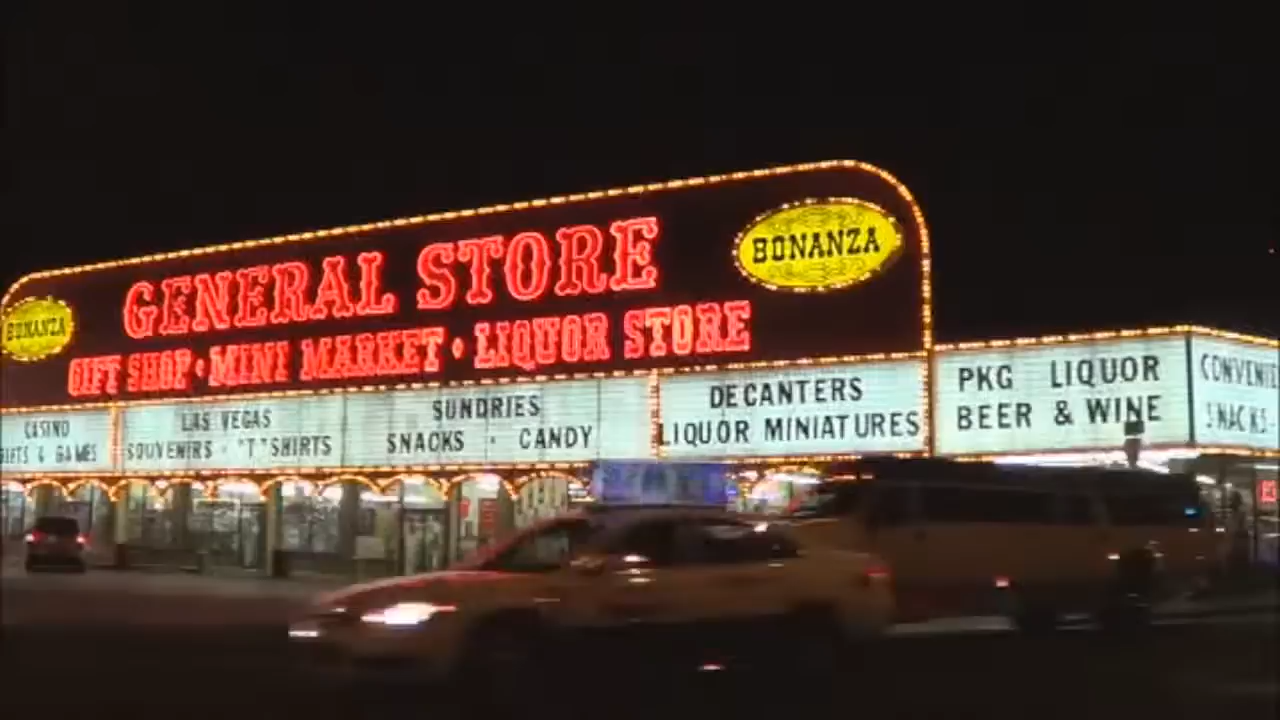 GENERAL STORE
BONANZA
BONANZA
GIFT SHOP · MINI MARKET · LIQUOR STORE
CASINO
GIFTS & GAMES
LAS VEGAS
SOUVENIRS · "T" SHIRTS
SUNDRIES
SNACKS · CANDY
DECANTERS
LIQUOR MINIATURES
PKG LIQUOR
BEER & WINE
SNACKS